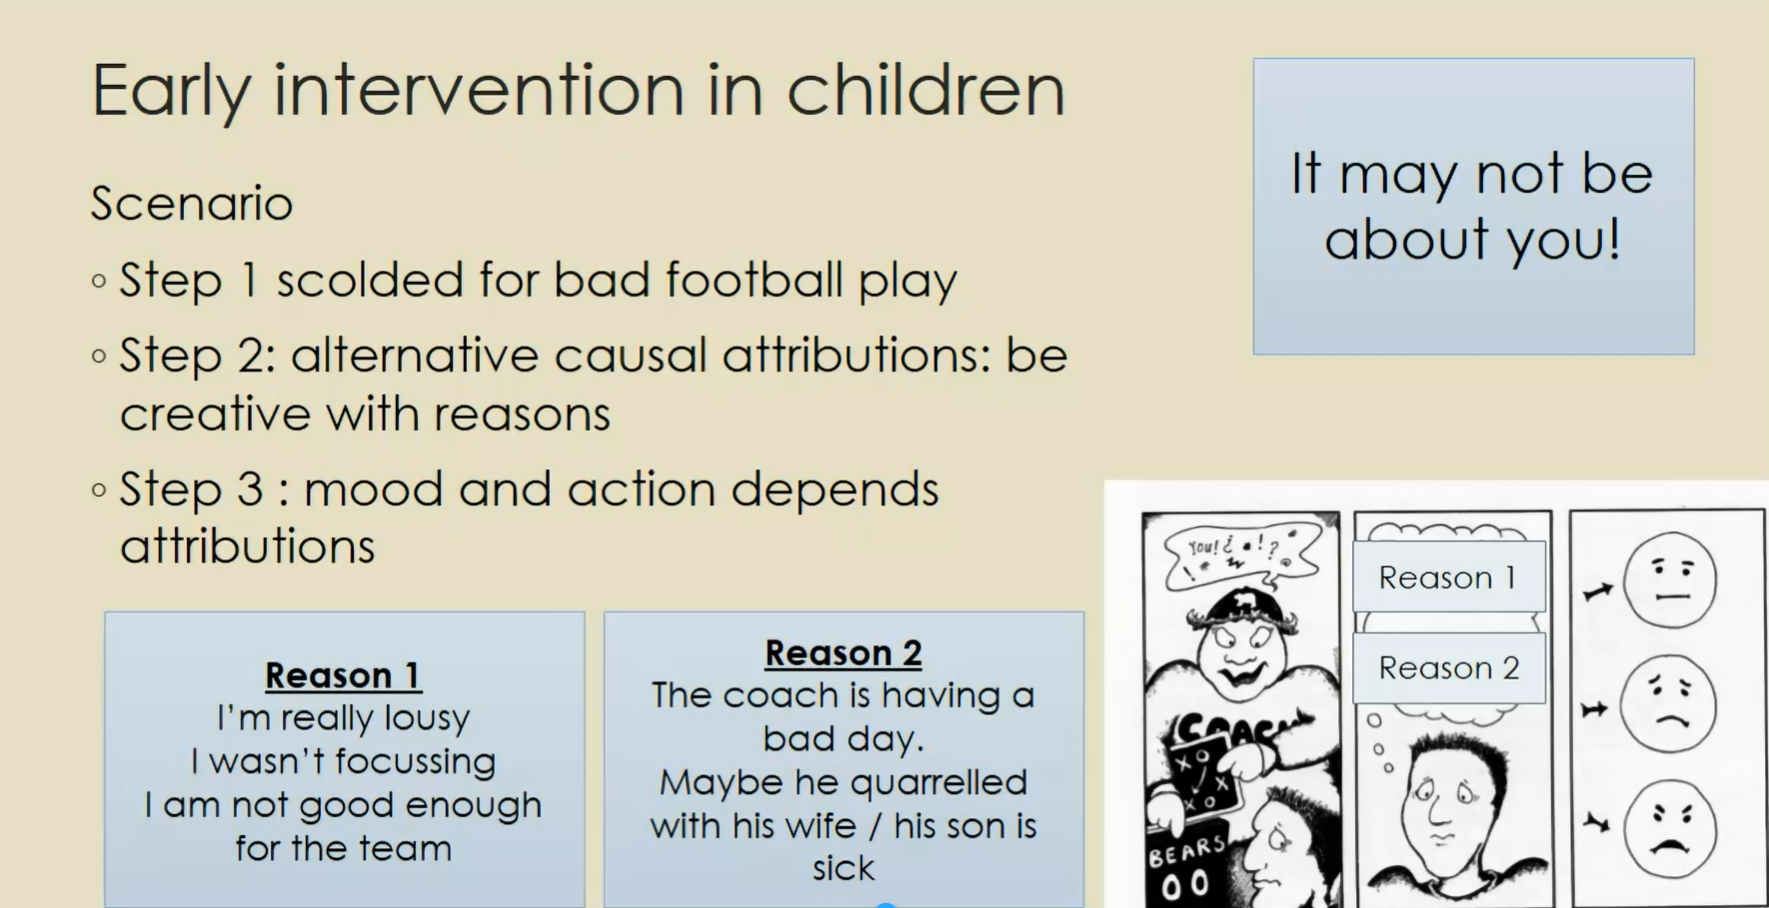 Early intervention in children
It may not be
about you!
Scenario
◦ Step 1 scolded for bad football play
◦ Step 2: alternative causal attributions: be
creative with reasons
◦ Step 3 : mood and action depends
attributions
Reason 1
I'm really lousy
I wasn't focussing
I am not good enough
for the team
Reason 2
The coach is having a
bad day.
Maybe he quarrelled
with his wife / his son is
sick
You!
COACH
X O
X
X O
BEARS
00
Reason 1
Reason 2